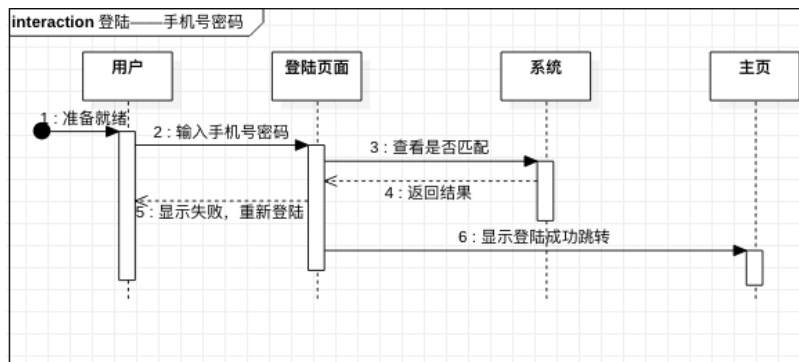 interaction 登陆——手机号密码
用户
登陆页面
系统
主页
1 : 准备就绪
2 : 输入手机号密码
3 : 查看是否匹配
4 : 返回结果
5 : 显示失败，重新登陆
6 : 显示登陆成功跳转